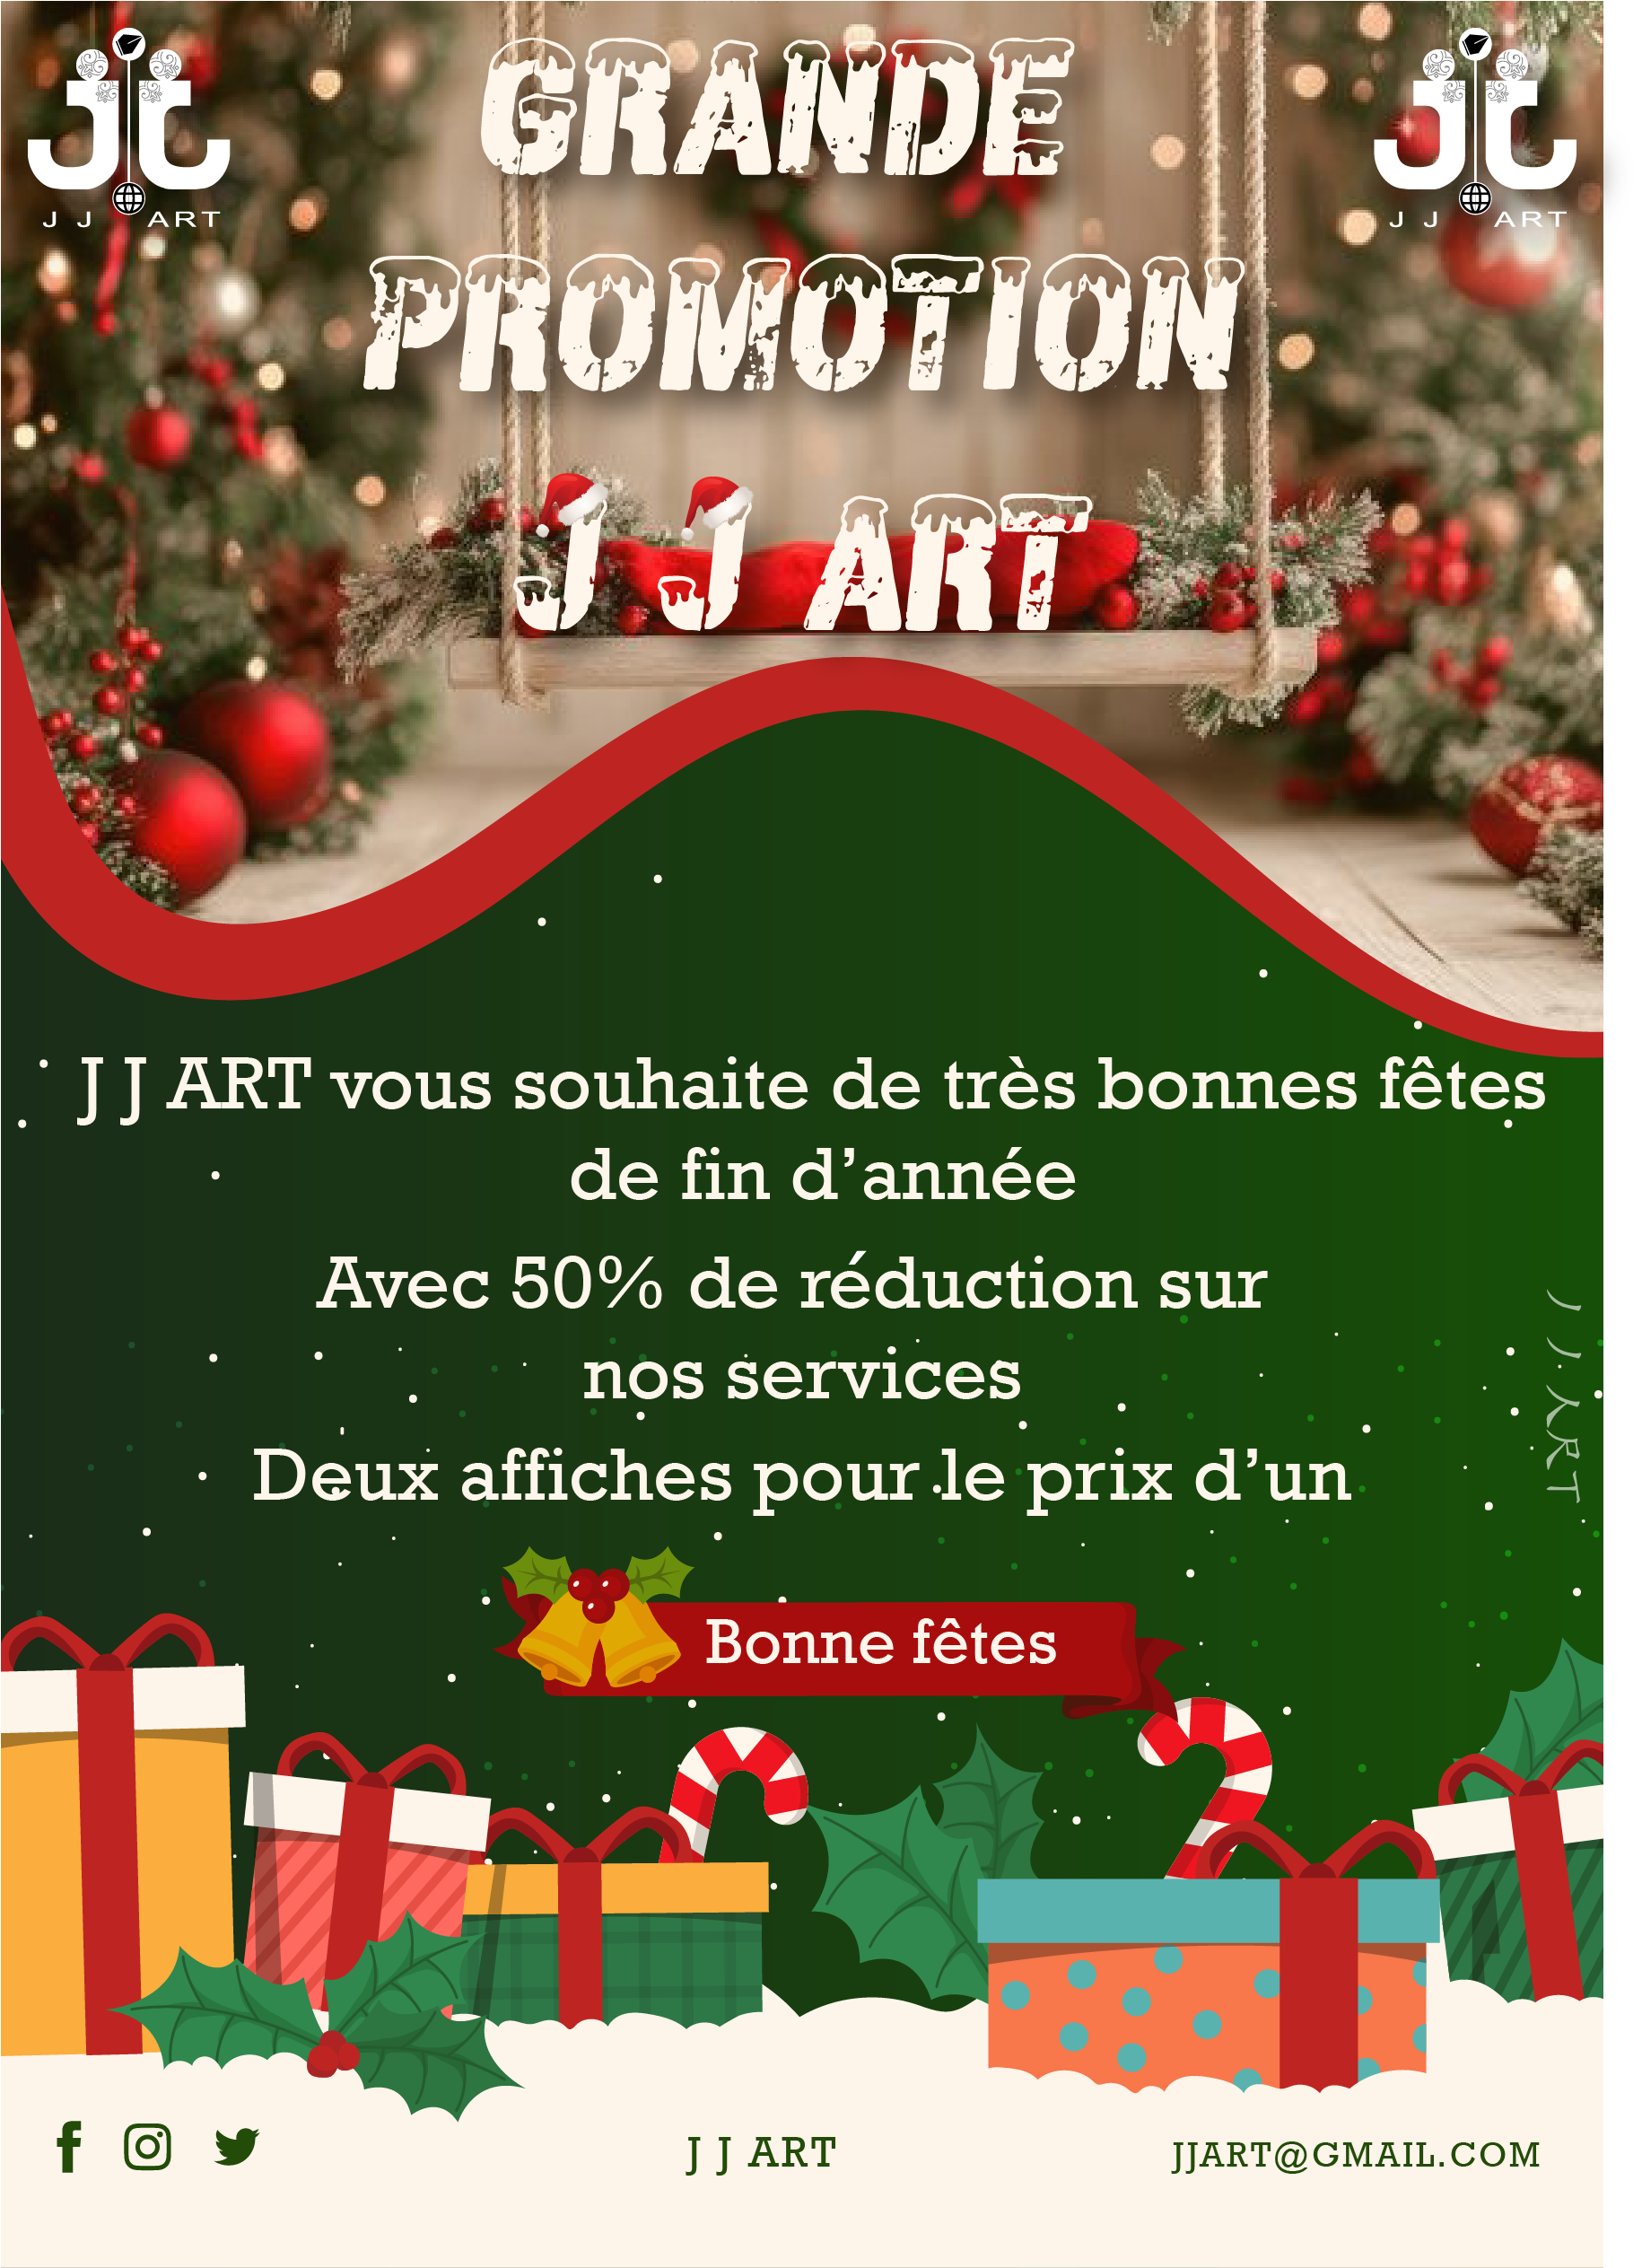 J J ART
J J ART
GRANDE
PROMOTION
J J ART
J J ART vous souhaite de très bonnes fêtes
de fin d’année
Avec 50% de réduction sur
nos services
J J ART
Deux affiches pour le prix d’un
Bonne fêtes
J J ART
JJART@GMAIL.COM